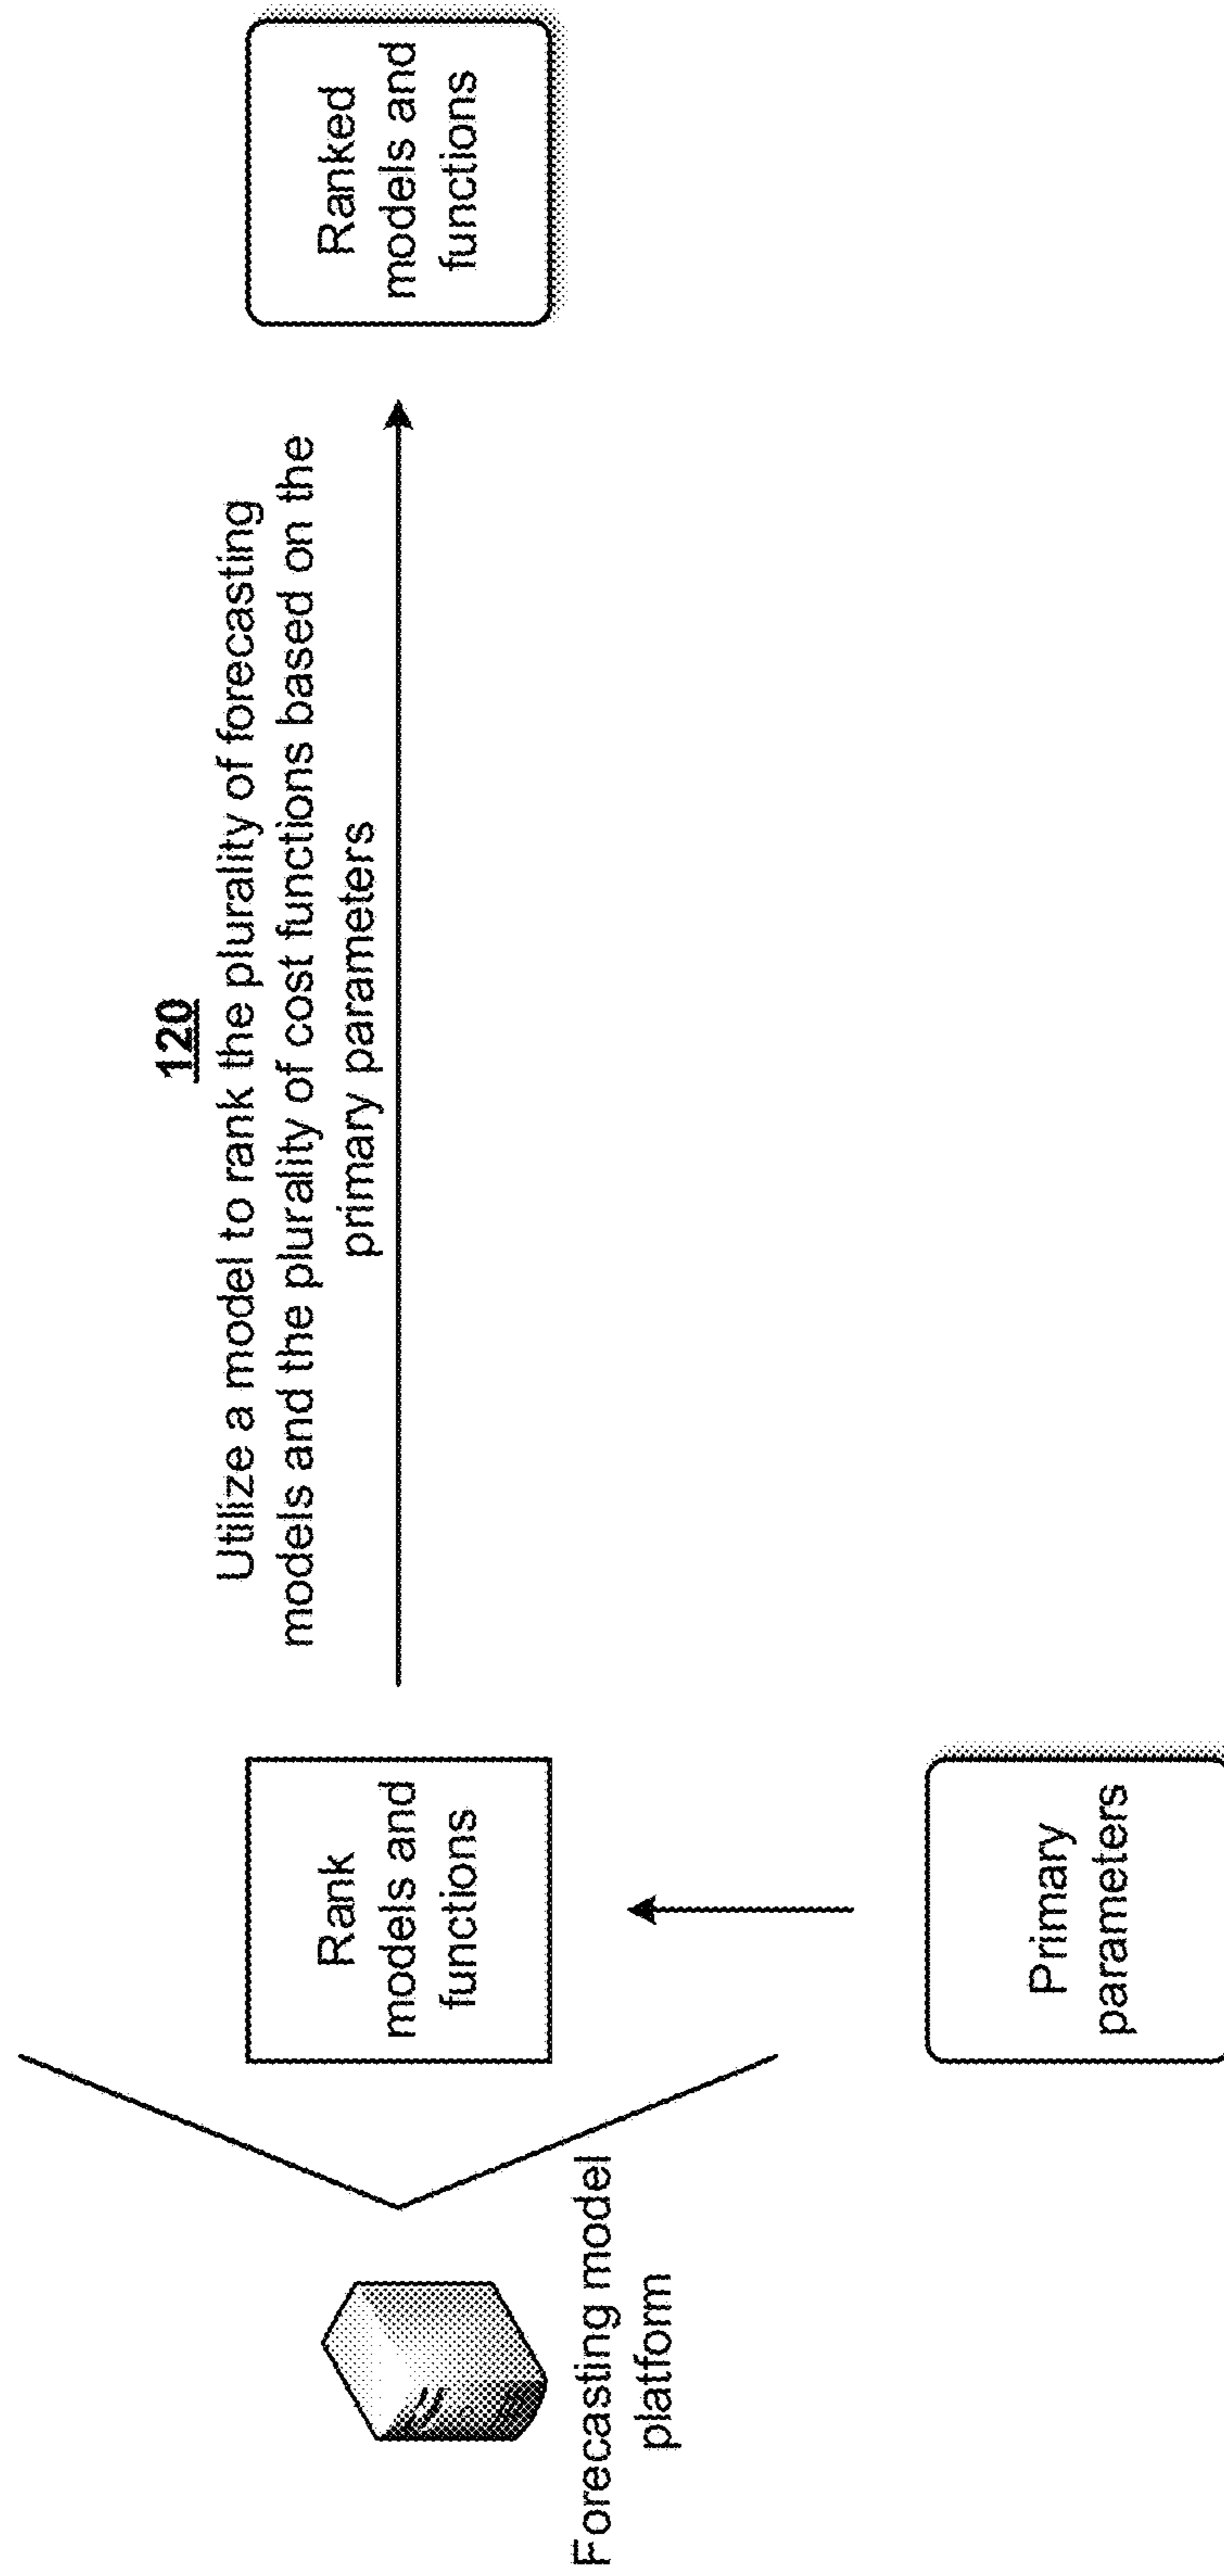 120
Utilize a model to rank the plurality of forecasting
models and the plurality of cost functions based on the
primary parameters
Forecasting model
platform
Rank
models and
functions
Ranked
models and
functions
Primary
parameters